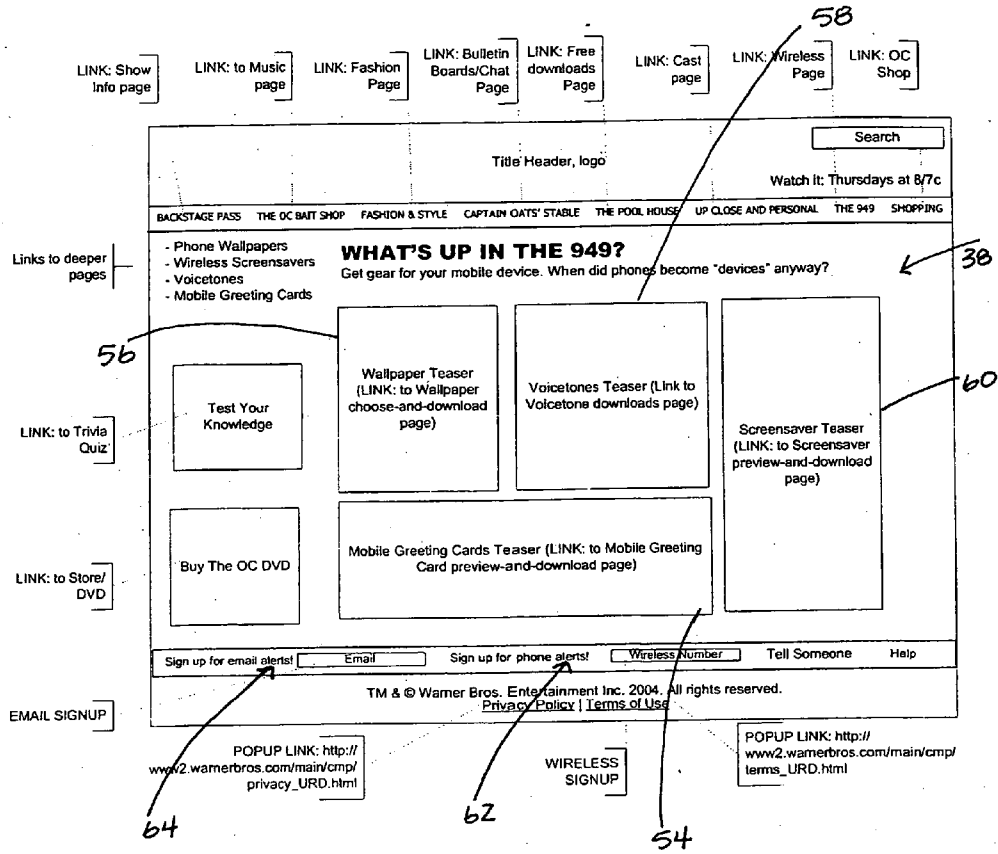 58
LINK: Show
Info page
LINK: to Music
page
LINK: Fashion
Page
LINK: Bulletin
Boards/Chat
Page
LINK: Free
downloads
Page
LINK: Cast
page
LINK: Wireless
Page
LINK: OC
Shop
Search
Title Header, logo
Watch it: Thursdays at 8/7c
BACKSTAGE PASS THE OC BAIT SHOP FASHION & STYLE CAPTAIN OATS' STABLE THE POOL HOUSE UP CLOSE AND PERSONAL THE 949 SHOPPING
Links to deeper
pages
- Phone Wallpapers
- Wireless Screensavers
- Voicetones
- Mobile Greeting Cards
WHAT'S UP IN THE 949?
Get gear for your mobile device. When did phones become "devices" anyway?
38
56
Wallpaper Teaser
(LINK: to Wallpaper
choose-and-download
page)
Voicetones Teaser (Link to
Voicetone downloads page)
Screensaver Teaser
(LINK: to Screensaver
preview-and-download
page)
60
Test Your
Knowledge
LINK: to Trivia
Quiz
Buy The OC DVD
LINK: to Store/
DVD
Mobile Greeting Cards Teaser (LINK: to Mobile Greeting
Card preview-and-download page)
Sign up for email alerts! Email Sign up for phone alerts! Wireless Number Tell Someone Help
TM & © Warner Bros. Entertainment Inc. 2004. All rights reserved.
Privacy Policy | Terms of Use
EMAIL SIGNUP
POPUP LINK: http://
www2.warnerbros.com/main/cmp/
privacy_URD.html
WIRELESS
SIGNUP
POPUP LINK: http://
www2.warnerbros.com/main/cmp/
terms_URD.html
64
62
54